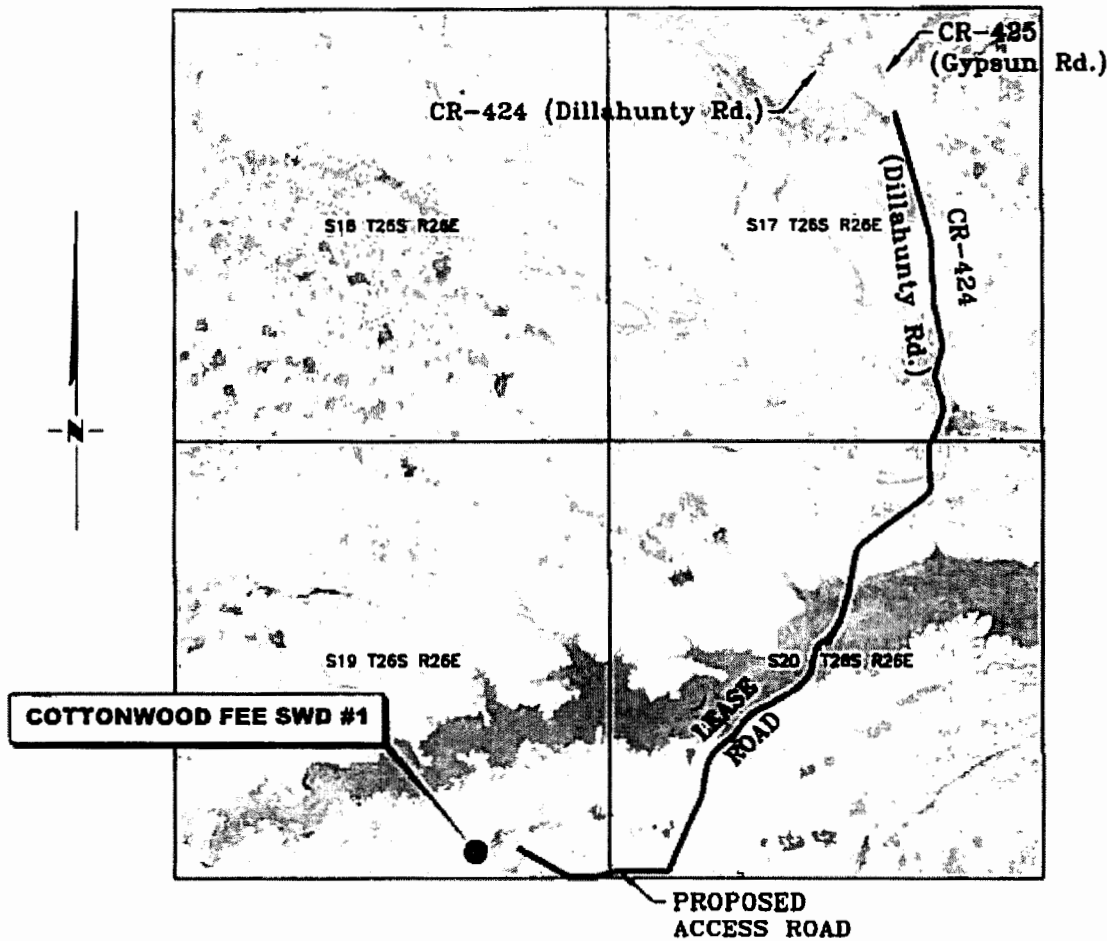 CR-425
(Gypsun Rd.)
CR-424 (Dillahunty Rd.)
(Dillahunty Rd.)
CR-424
S18 T26S R26E
S17 T26S R26E
N
S19 T26S R26E
S20 T26S R26E
LEASE
ROAD
COTTONWOOD FEE SWD #1
PROPOSED
ACCESS ROAD